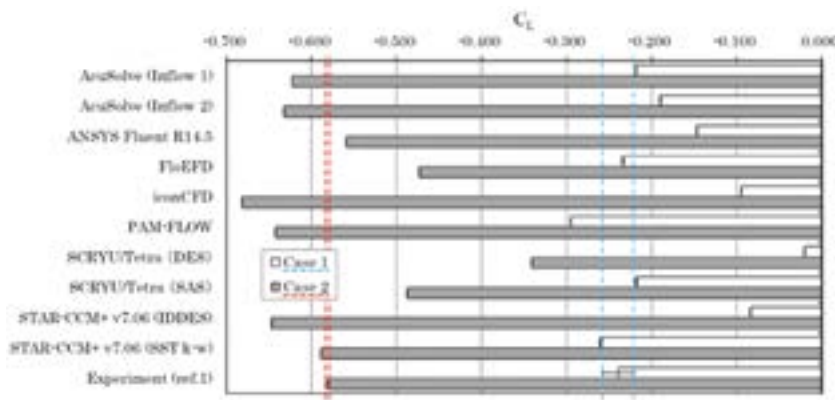 C_L
-0.700 -0.600 -0.500 -0.400 -0.300 -0.200 -0.100 0.000
AcuSolve (Inflow 1)
AcuSolve (Inflow 2)
ANSYS Fluent R14.5
FloEFD
iconCFD
PAM-FLOW
SCRYU/Tetra (DES)
SCRYU/Tetra (SAS)
STAR-CCM+ v7.06 (IDDES)
STAR-CCM+ v7.06 (SST k-w)
Experiment (ref.1)
Case 1
Case 2